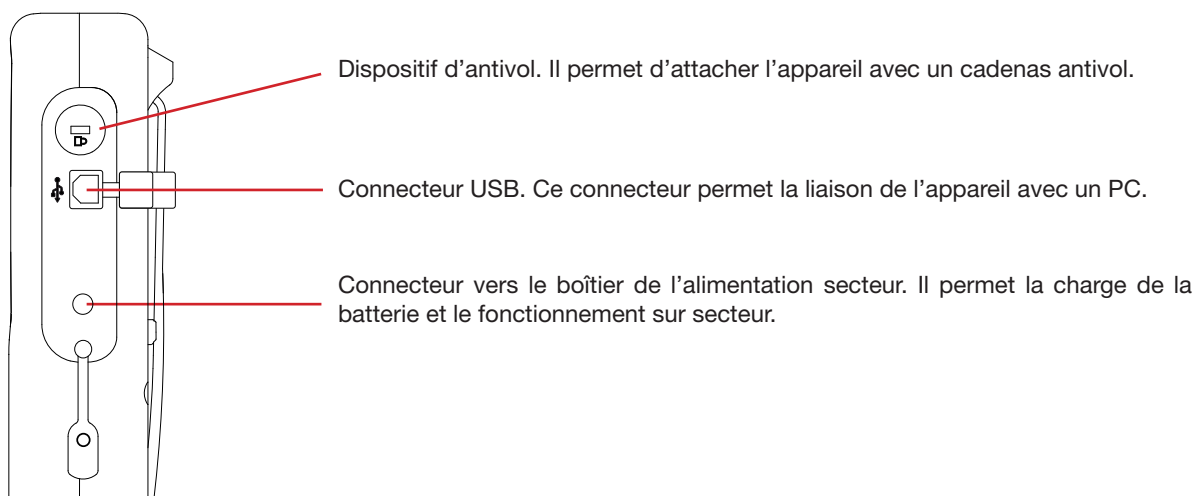 Dispositif d’antivol. Il permet d’attacher l’appareil avec un cadenas antivol.
Connecteur USB. Ce connecteur permet la liaison de l’appareil avec un PC.
Connecteur vers le boîtier de l’alimentation secteur. Il permet la charge de la
batterie et le fonctionnement sur secteur.